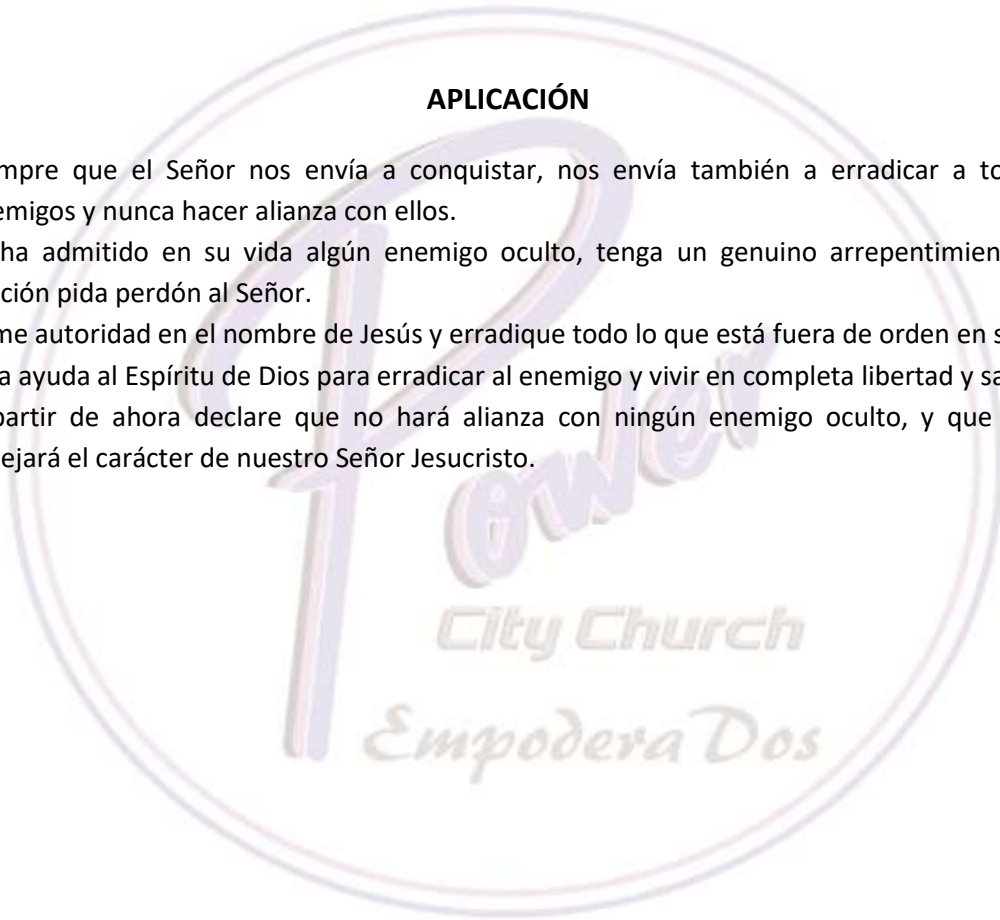 APLICACIÓN
mpre que el Señor nos envía a conquistar, nos envía también a erradicar a to
emigos y nunca hacer alianza con ellos.
ha admitido en su vida algún enemigo oculto, tenga un genuino arrepentimien
ción pida perdón al Señor.
me autoridad en el nombre de Jesús y erradique todo lo que está fuera de orden en s
a ayuda al Espíritu de Dios para erradicar al enemigo y vivir en completa libertad y sa
partir de ahora declare que no hará alianza con ningún enemigo oculto, y que
ejará el carácter de nuestro Señor Jesucristo.
Power
City Church
Empodera Dos